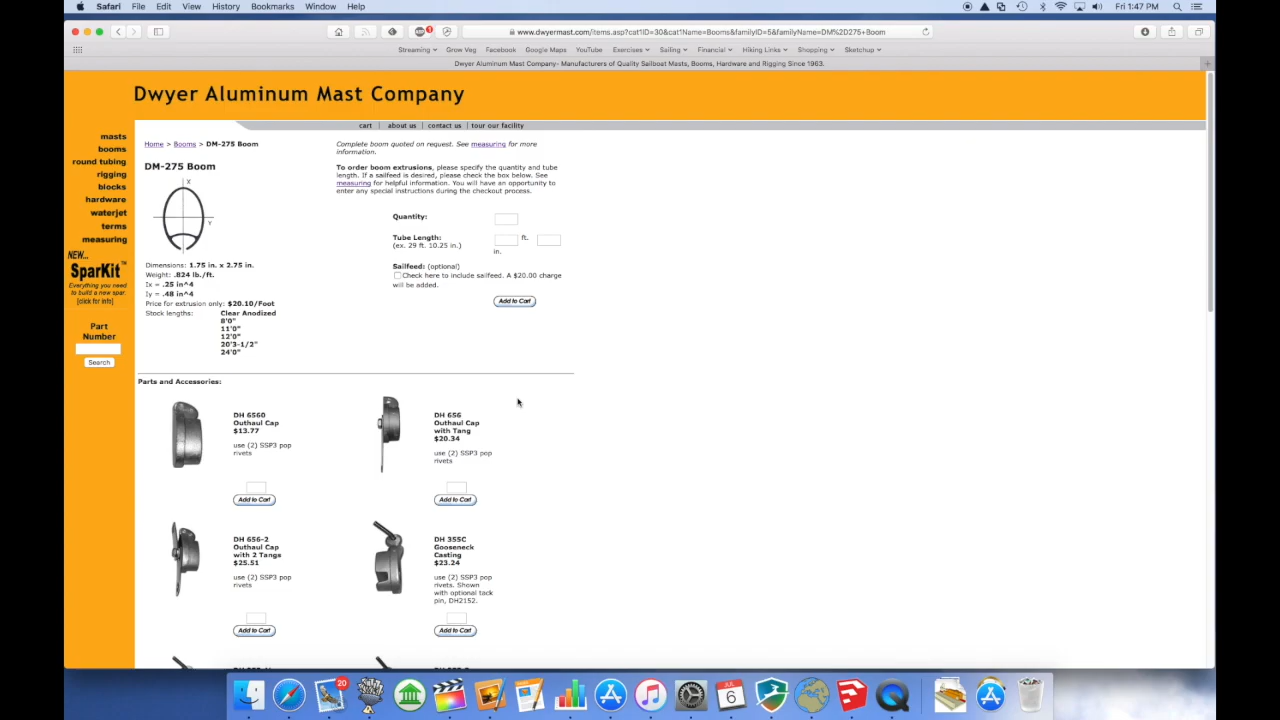 Safari File Edit View History Bookmarks Window Help Fri 1:47 PM
www.dwyermast.com/items.asp?cat1ID=30&cat1Name=Booms&familyID=5&familyName=DM%2D275+Boom
Streaming Grow Veg Facebook Google Maps YouTube Exercises Sailing Financial Hiking Links Shopping Sketchup
Dwyer Aluminum Mast Company- Manufacturers of Quality Sailboat Masts, Booms, Hardware and Rigging Since 1963.
Dwyer Aluminum Mast Company
cart | about us | contact us | tour our facility
masts
booms
round tubing
rigging
blocks
hardware
waterjet
terms
measuring
NEW...
SparKit™
Everything you need
to build a new spar.
[click for info]
Part
Number
Search
Home > Booms > DM-275 Boom
DM-275 Boom
X
Y
Dimensions: 1.75 in. x 2.75 in.
Weight: .824 lb./ft.
Ix = .25 in^4
Iy = .48 in^4
Price for extrusion only: $20.10/Foot
Stock lengths: Clear Anodized
8'0"
11'0"
12'0"
20'3-1/2"
24'0"
Complete boom quoted on request. See measuring for more
information.
To order boom extrusions, please specify the quantity and tube
length. If a sailfeed is desired, please check the box below. See
measuring for helpful information. You will have an opportunity to
enter any special instructions during the checkout process.
Quantity:
Tube Length: ft.
(ex. 29 ft. 10.25 in.)
in.
Sailfeed: (optional)
Check here to include sailfeed. A $20.00 charge
will be added.
Add to Cart
Parts and Accessories:
DH 6560
Outhaul Cap
$13.77
use (2) SSP3 pop
rivets
Add to Cart
DH 656
Outhaul Cap
with Tang
$20.34
use (2) SSP3 pop
rivets
Add to Cart
DH 656-2
Outhaul Cap
with 2 Tangs
$25.51
use (2) SSP3 pop
rivets
Add to Cart
DH 355C
Gooseneck
Casting
$23.24
use (2) SSP3 pop
rivets. Shown
with optional tack
pin, DH2152.
Add to Cart
20
JUL
6